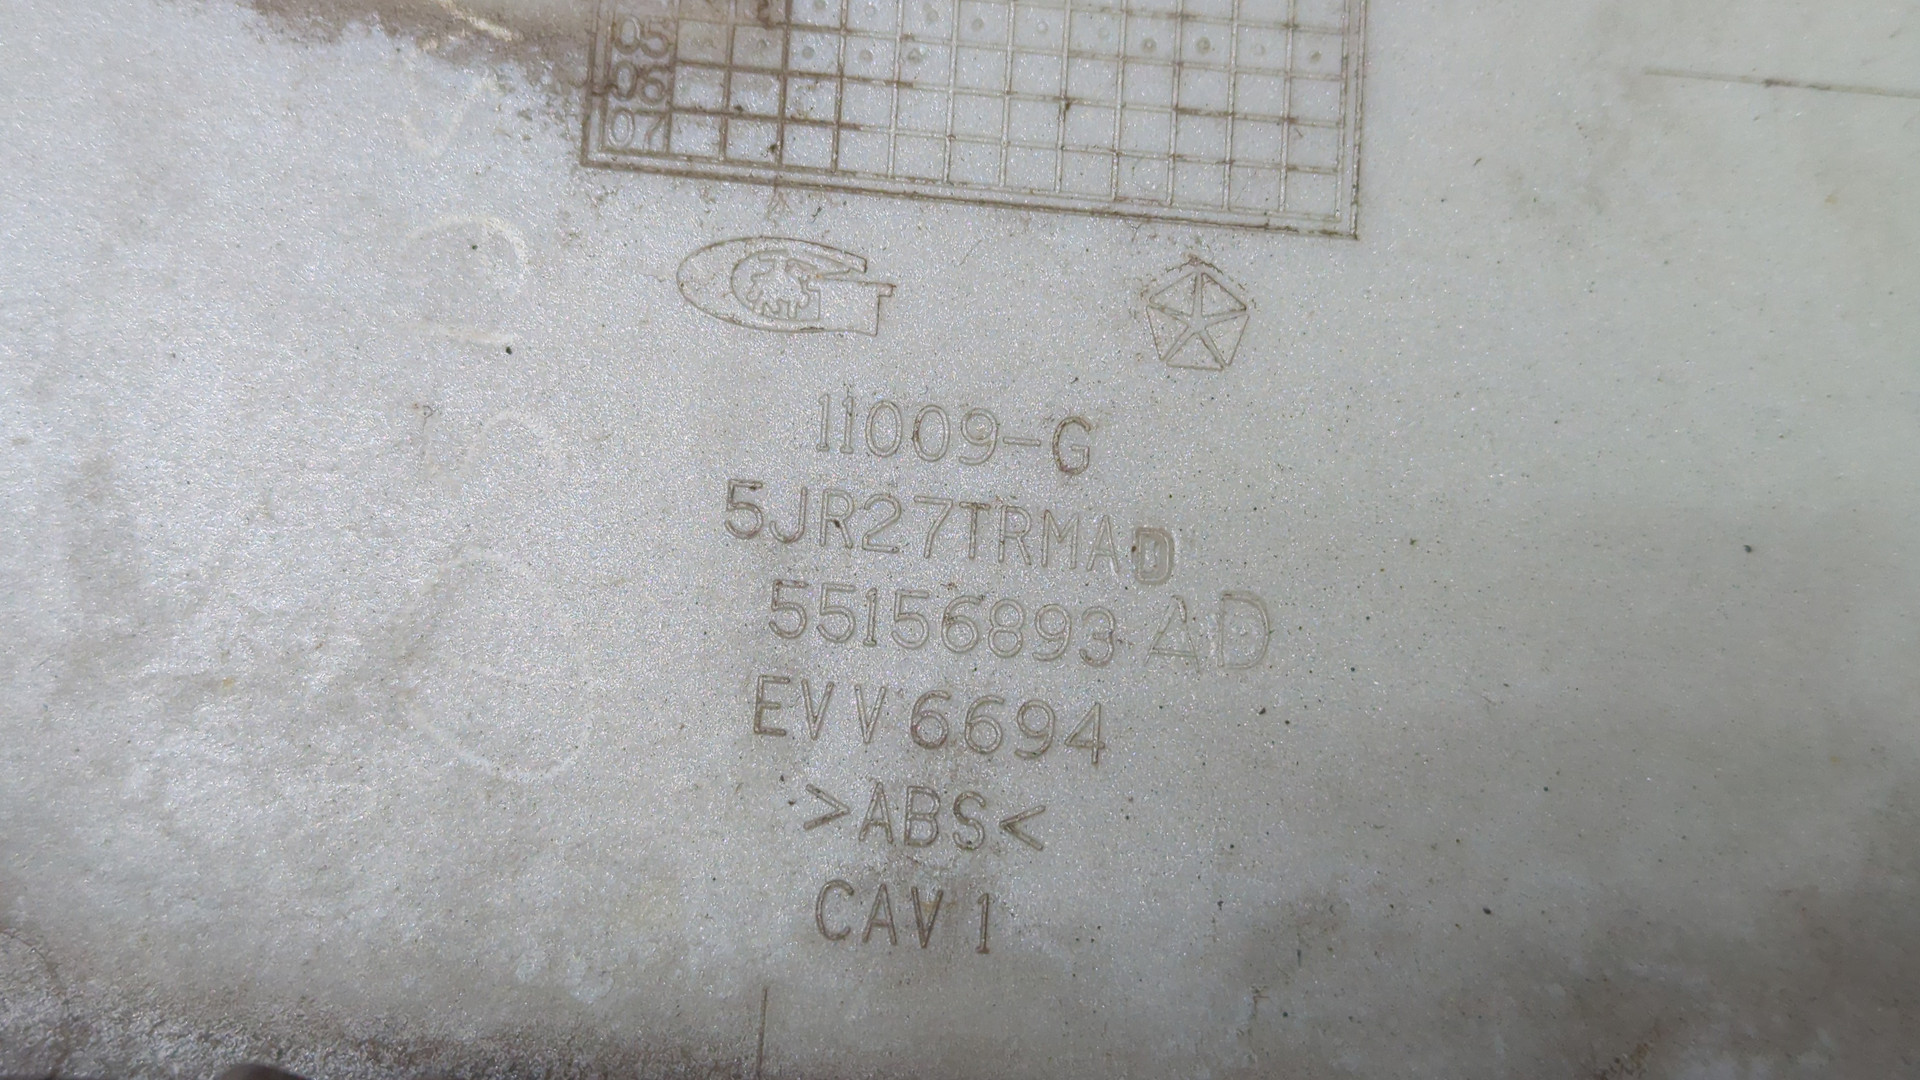 05
06
07
11009-G
5JR27TRMAD
55156893 AD
EVV6694
>ABS<
CAV 1